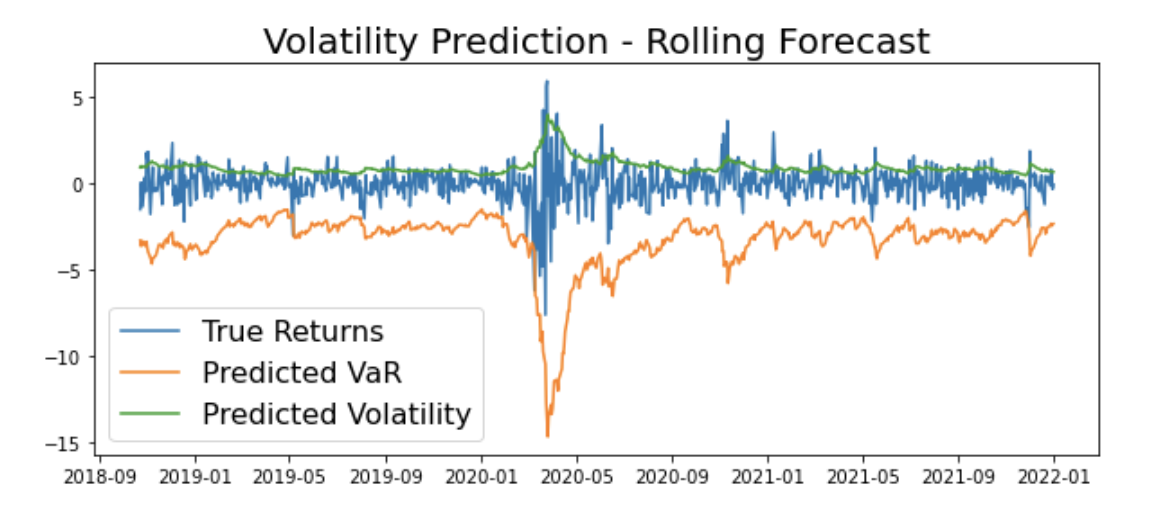 Volatility Prediction - Rolling Forecast
5
0
−5
−10
−15
True Returns
Predicted VaR
Predicted Volatility
2018-09 2019-01 2019-05 2019-09 2020-01 2020-05 2020-09 2021-01 2021-05 2021-09 2022-01